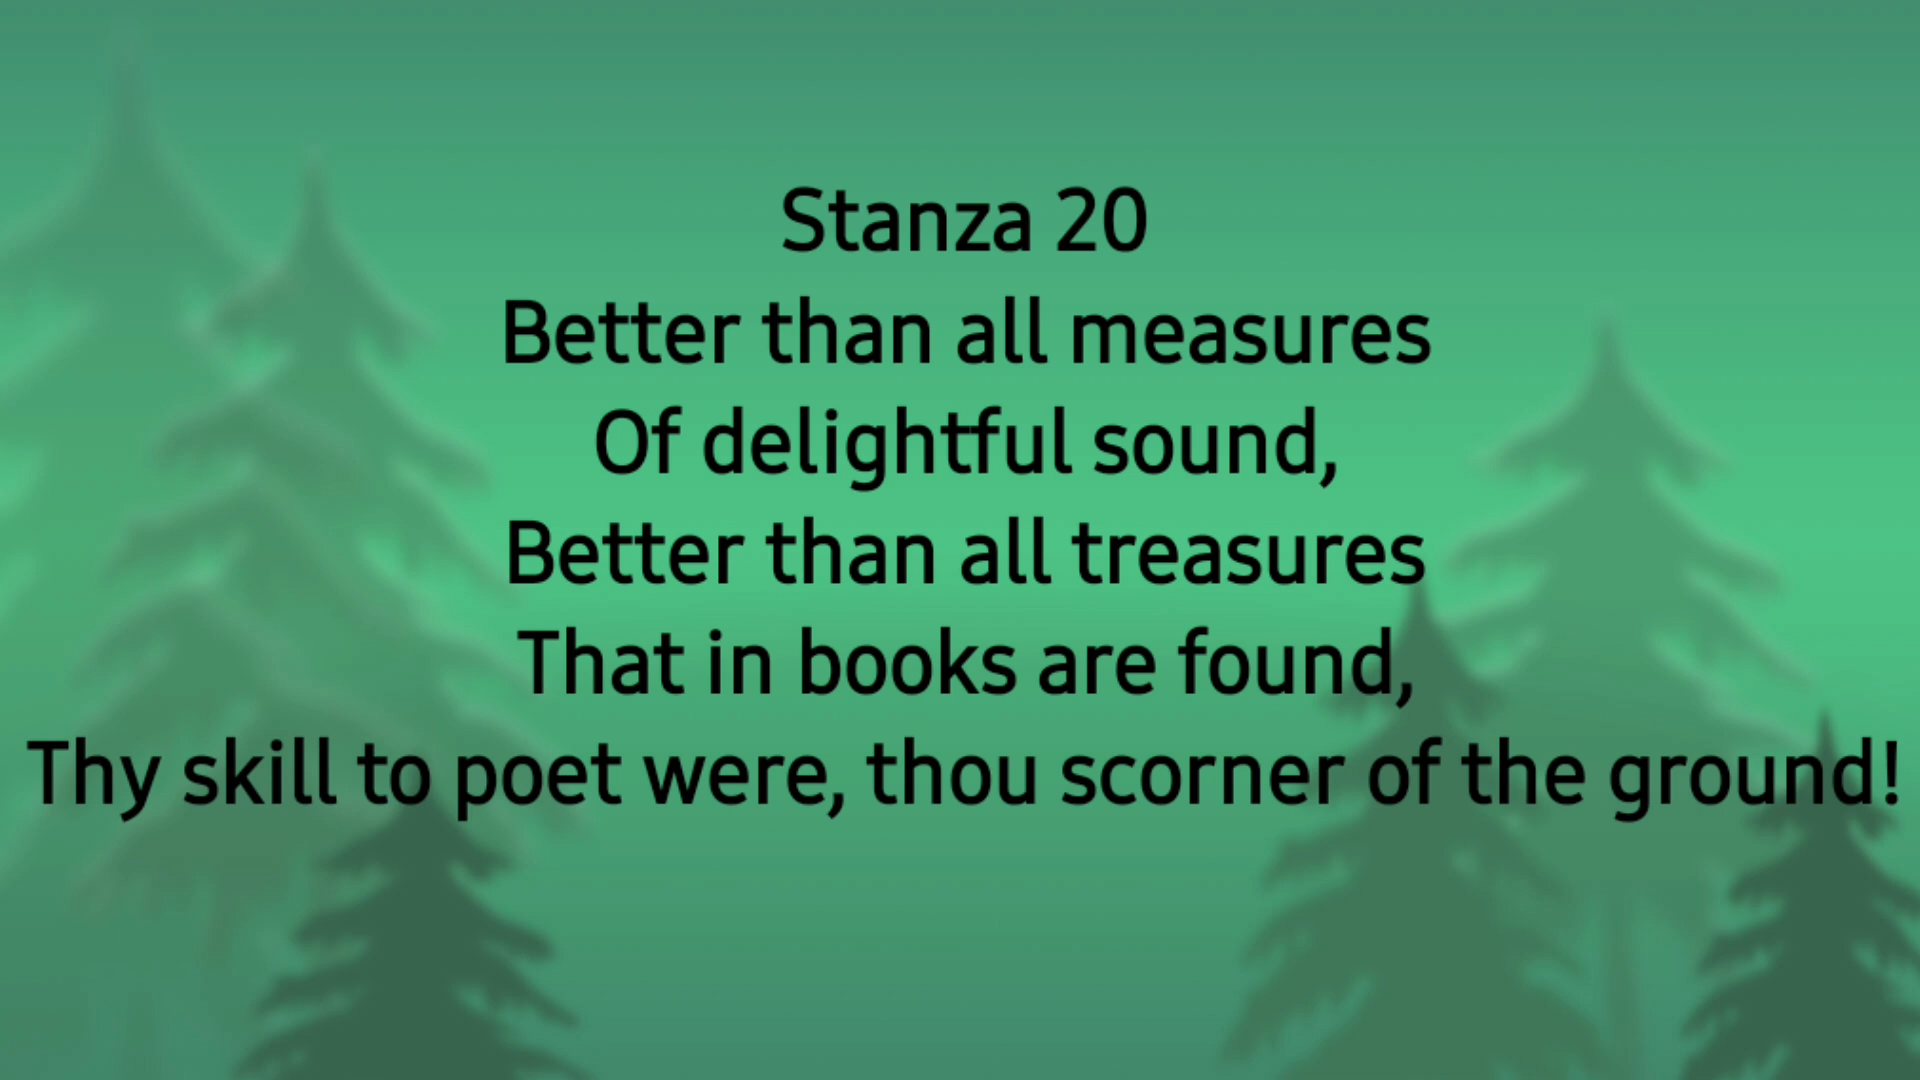 Stanza 20
Better than all measures
Of delightful sound,
Better than all treasures
That in books are found,
Thy skill to poet were, thou scorner of the ground!